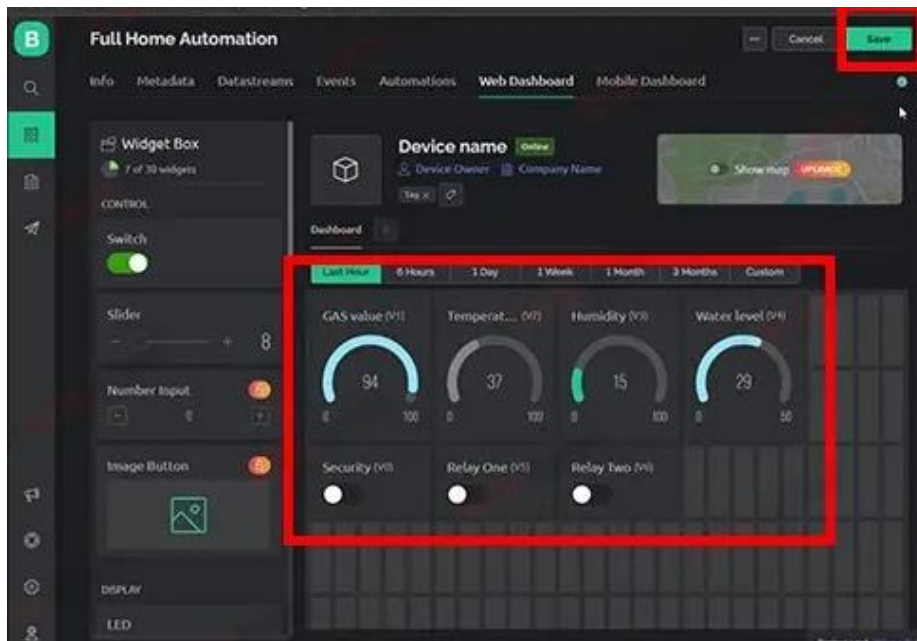 B
Full Home Automation
Cancel
Save
Info Metadata Datastreams Events Automations Web Dashboard Mobile Dashboard
Widget Box
7 of 30 widgets
CONTROL
Switch
Slider
− + 8
Number Input
Image Button
DISPLAY
LED
Device name Online
Device Owner Company Name
Tag ×
Show map UPGRADE
Dashboard
Last Hour 6 Hours 1 Day 1 Week 1 Month 3 Months Custom
GAS value (V1) Temperat... (V2) Humidity (V3) Water level (V4)
94 37 15 29
0 100 0 100 0 100 0 50
Security (V0) Relay One (V5) Relay Two (V6)